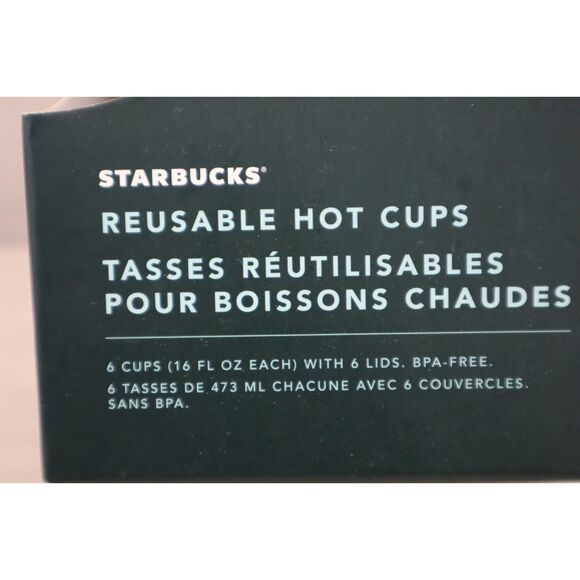 STARBUCKS®
REUSABLE HOT CUPS
TASSES RÉUTILISABLES
POUR BOISSONS CHAUDES
6 CUPS (16 FL OZ EACH) WITH 6 LIDS. BPA-FREE.
6 TASSES DE 473 ML CHACUNE AVEC 6 COUVERCLES.
SANS BPA.